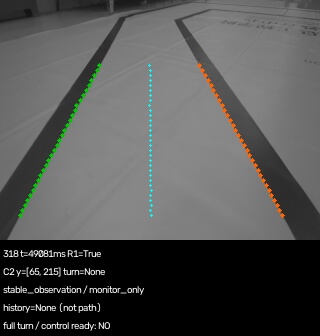 318 t=49081ms R1=True
C2 y=[65, 215] turn=None
stable_observation / monitor_only
history=None (not path)
full turn / control ready: NO